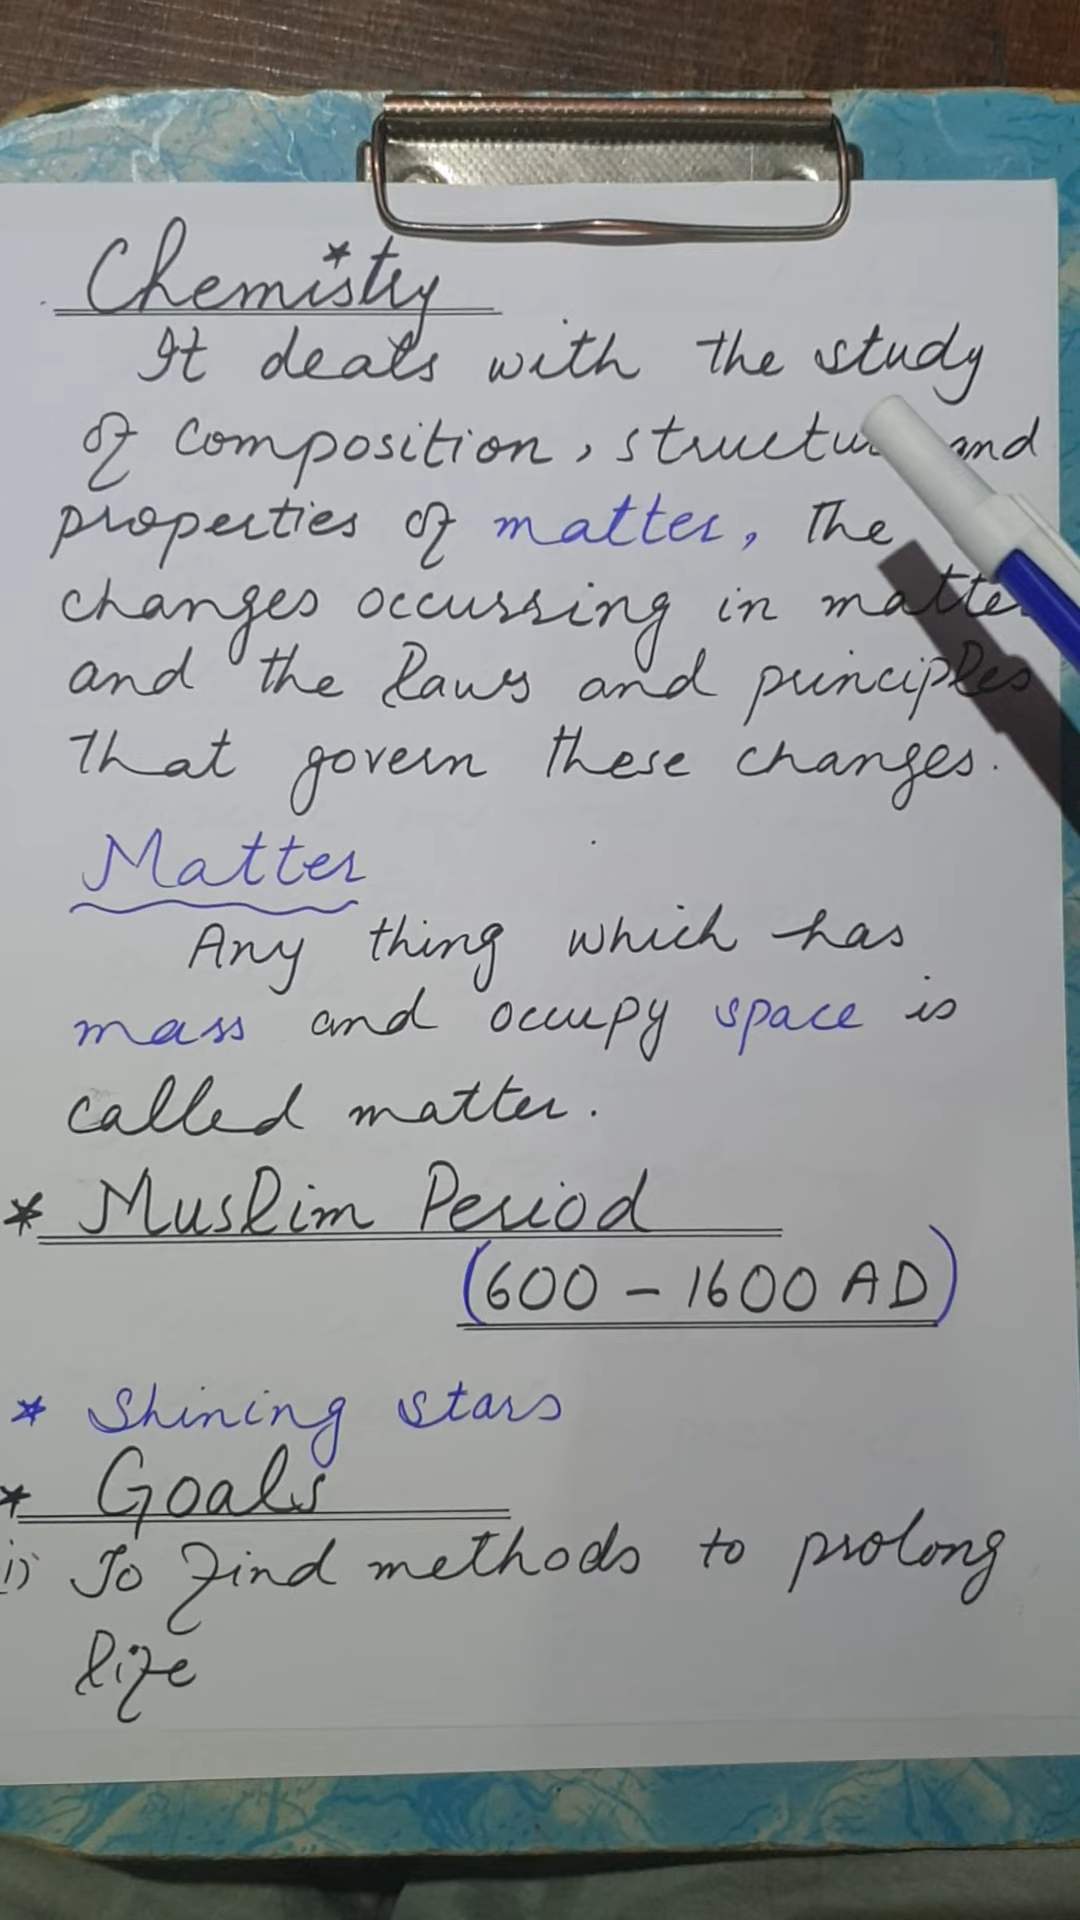 Chemistry
It deals with the study
of composition, structure and
properties of matter, the
changes occurring in matter
and the laws and principles
that govern these changes.
Matter
Any thing which has
mass and occupy space is
called matter.
* Muslim Period
(600 - 1600 AD)
* Shining stars
* Goals
i) To find methods to prolong
life